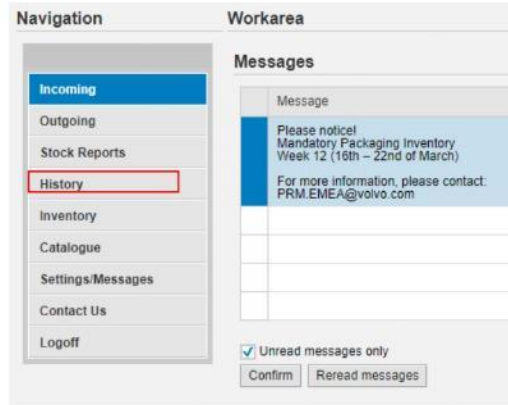 Navigation
Workarea
Incoming
Outgoing
Stock Reports
History
Inventory
Catalogue
Settings/Messages
Contact Us
Logoff
Messages
Message
Please notice!
Mandatory Packaging Inventory
Week 12 (16th – 22nd of March)
For more information, please contact:
PRM.EMEA@volvo.com
Unread messages only
Confirm
Reread messages